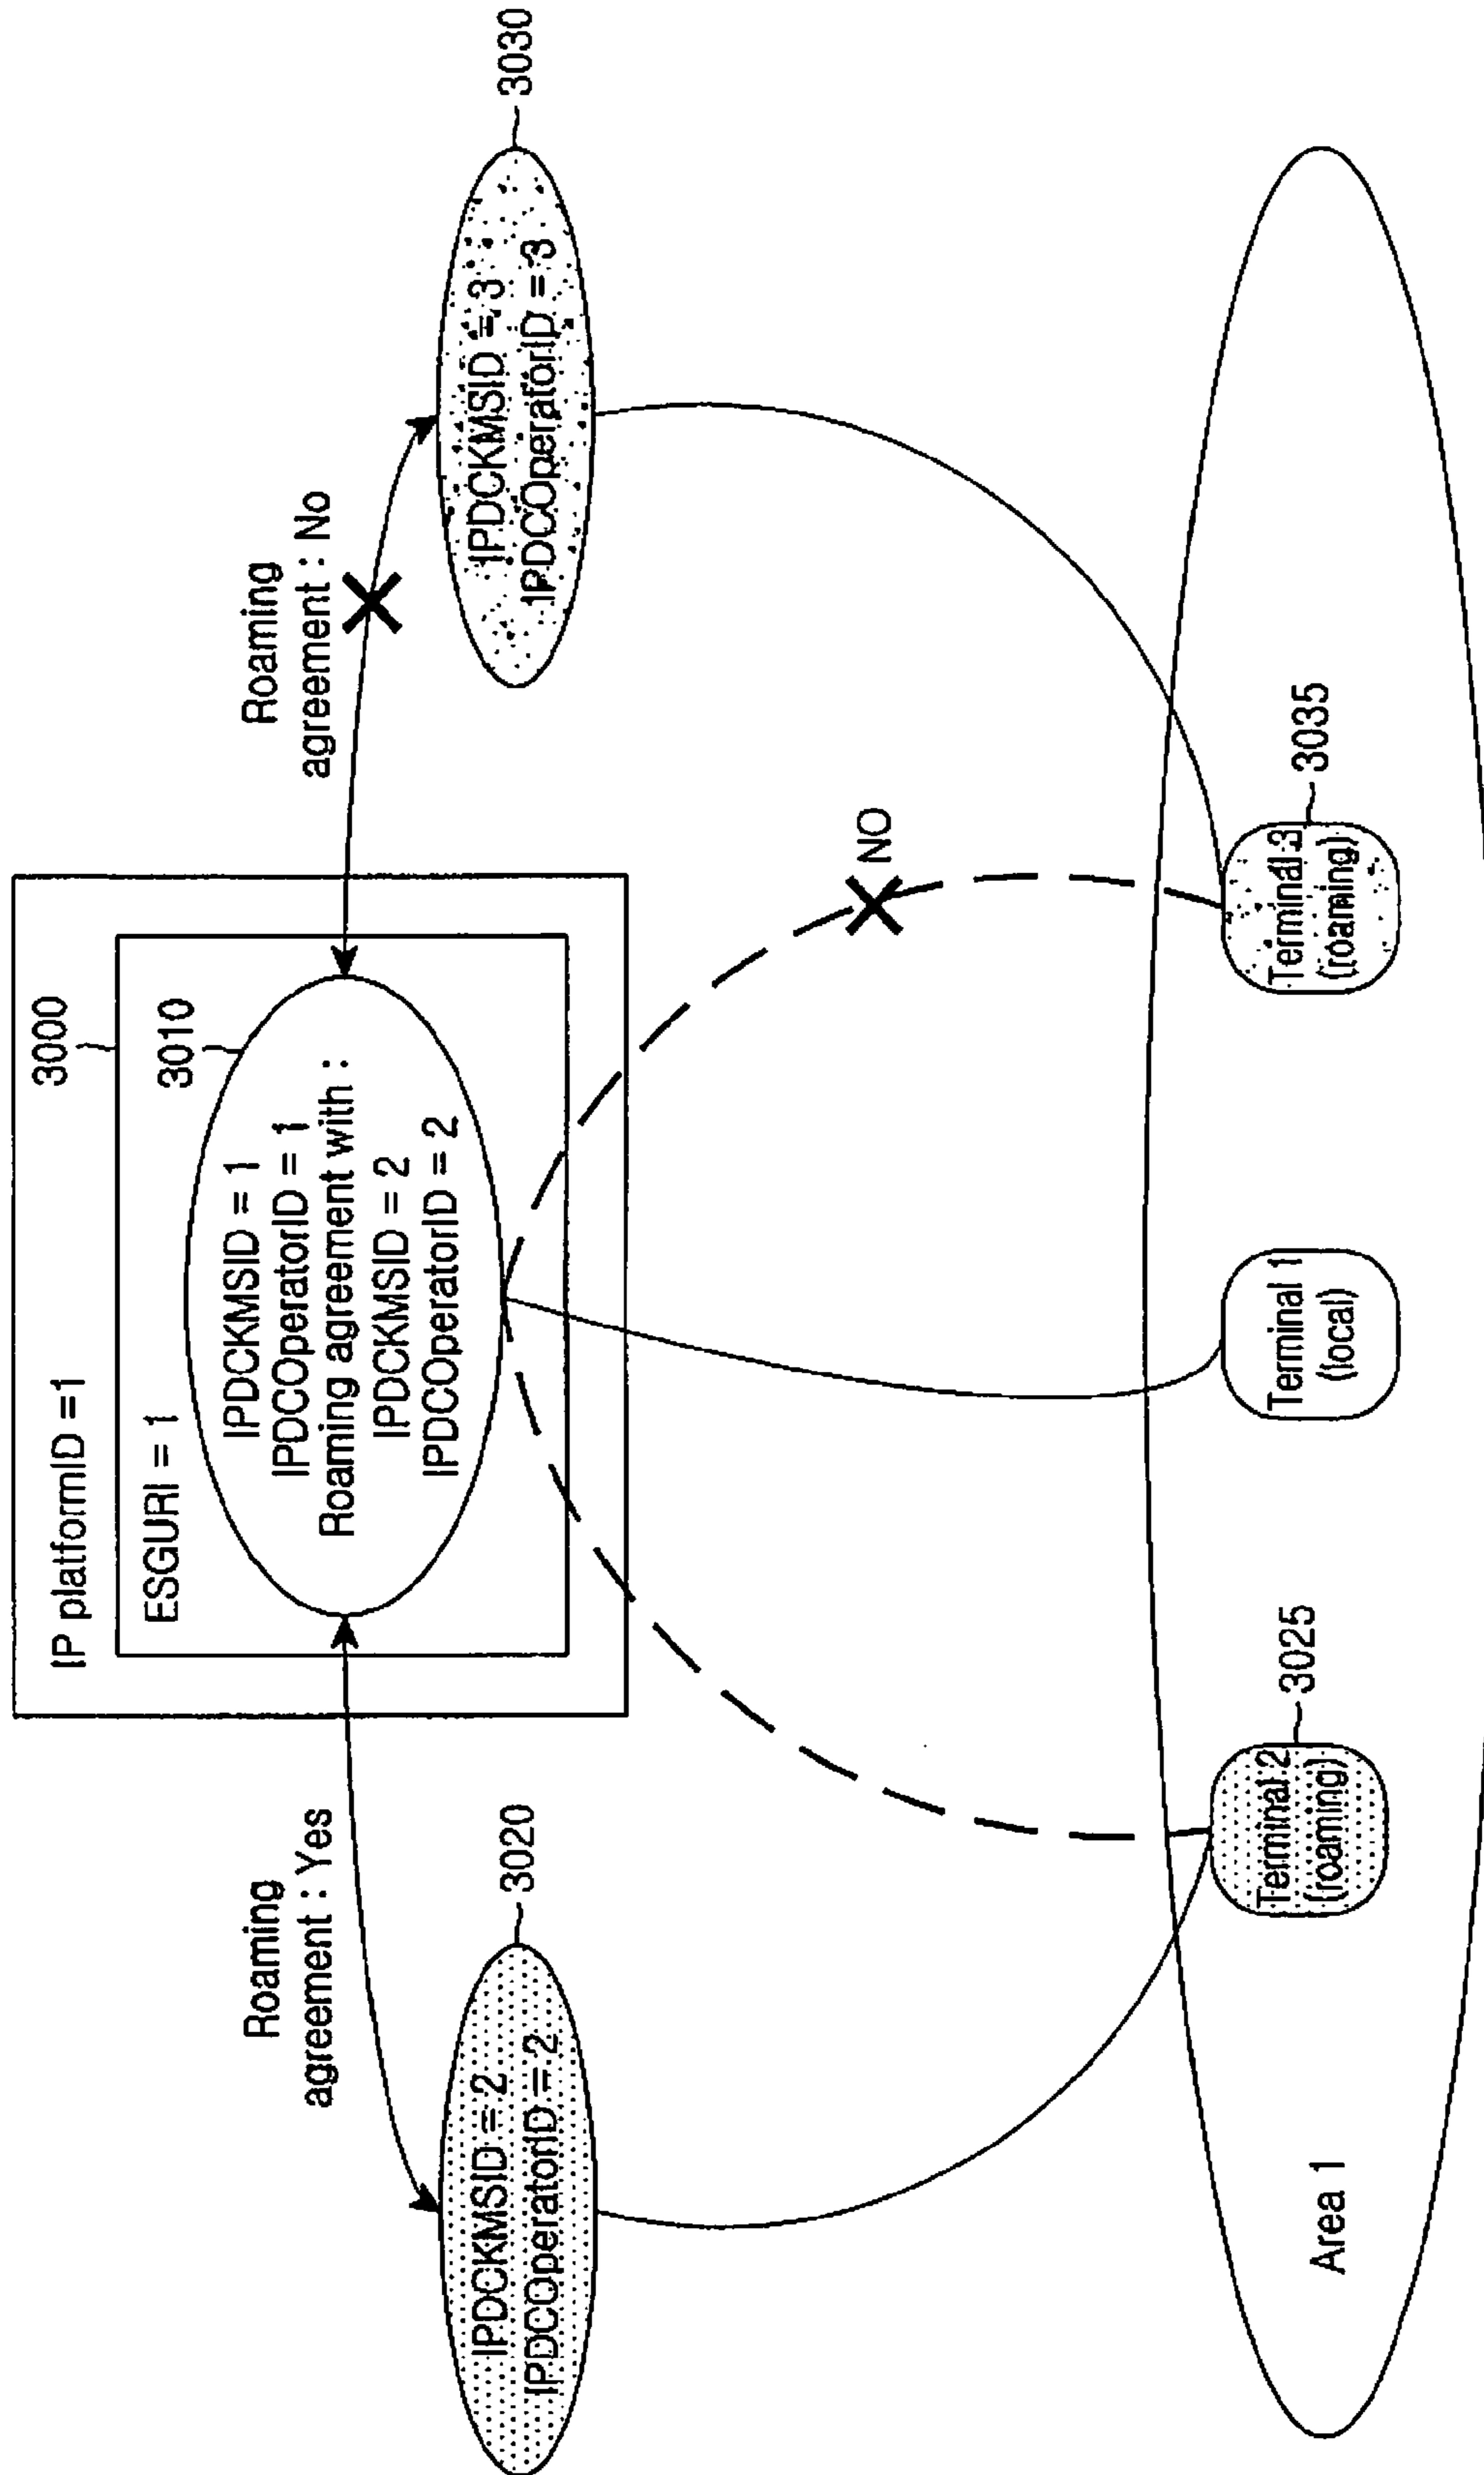 IP platformID =1
3000
ESGURI = 1
3010
IPDCKMSID = 1
IPDCOperatorID = 1
Roaming agreement with :
IPDCKMSID = 2
IPDCOperatorID = 2
Roaming
agreement : Yes
Roaming
agreement : No
IPDCKMSID = 2
IPDCOperatorID = 2
3020
IPDCKMSID = 3
IPDCOperatorID = 3
3030
NO
Terminal 2
(roaming)
3025
Terminal 1
(local)
Terminal 3
(roaming)
3035
Area 1